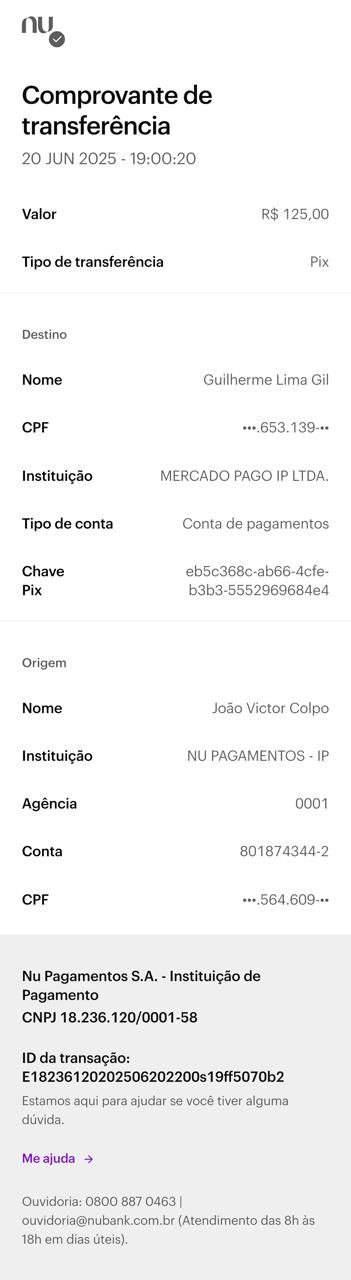 nu
Comprovante de
transferência
20 JUN 2025 - 19:00:20
Valor R$ 125,00
Tipo de transferência Pix
Destino
Nome Guilherme Lima Gil
CPF •••.653.139-••
Instituição MERCADO PAGO IP LTDA.
Tipo de conta Conta de pagamentos
Chave eb5c368c-ab66-4cfe-
Pix b3b3-5552969684e4
Origem
Nome João Victor Colpo
Instituição NU PAGAMENTOS - IP
Agência 0001
Conta 801874344-2
CPF •••.564.609-••
Nu Pagamentos S.A. - Instituição de
Pagamento
CNPJ 18.236.120/0001-58
ID da transação:
E18236120202506202200s19ff5070b2
Estamos aqui para ajudar se você tiver alguma
dúvida.
Me ajuda →
Ouvidoria: 0800 887 0463 |
ouvidoria@nubank.com.br (Atendimento das 8h às
18h em dias úteis).